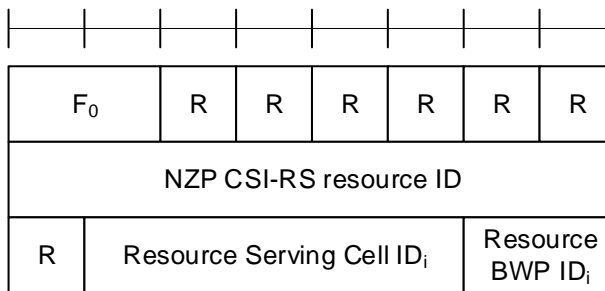 F₀ R R R R R R
NZP CSI-RS resource ID
R Resource Serving Cell IDᵢ Resource
BWP IDᵢ